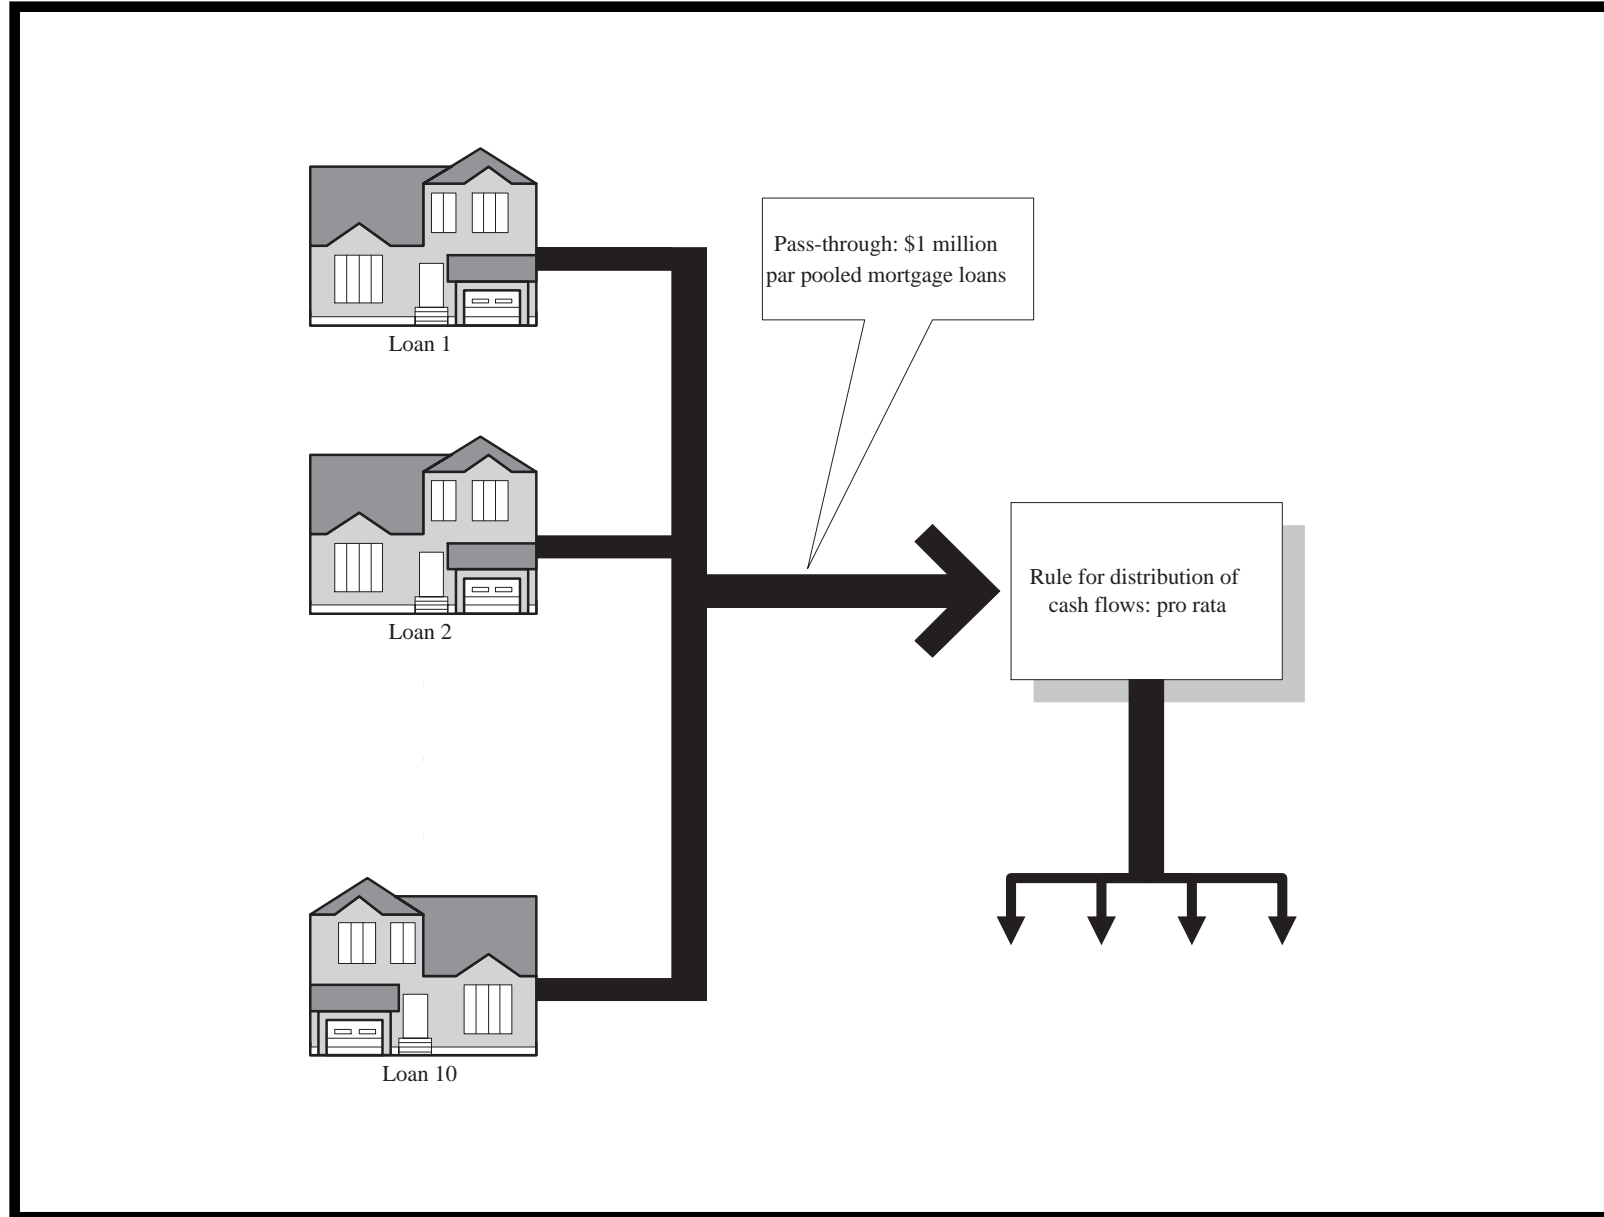 Pass-through: $1 million
par pooled mortgage loans
Loan 1
Loan 2
Rule for distribution of
cash flows: pro rata
Loan 10